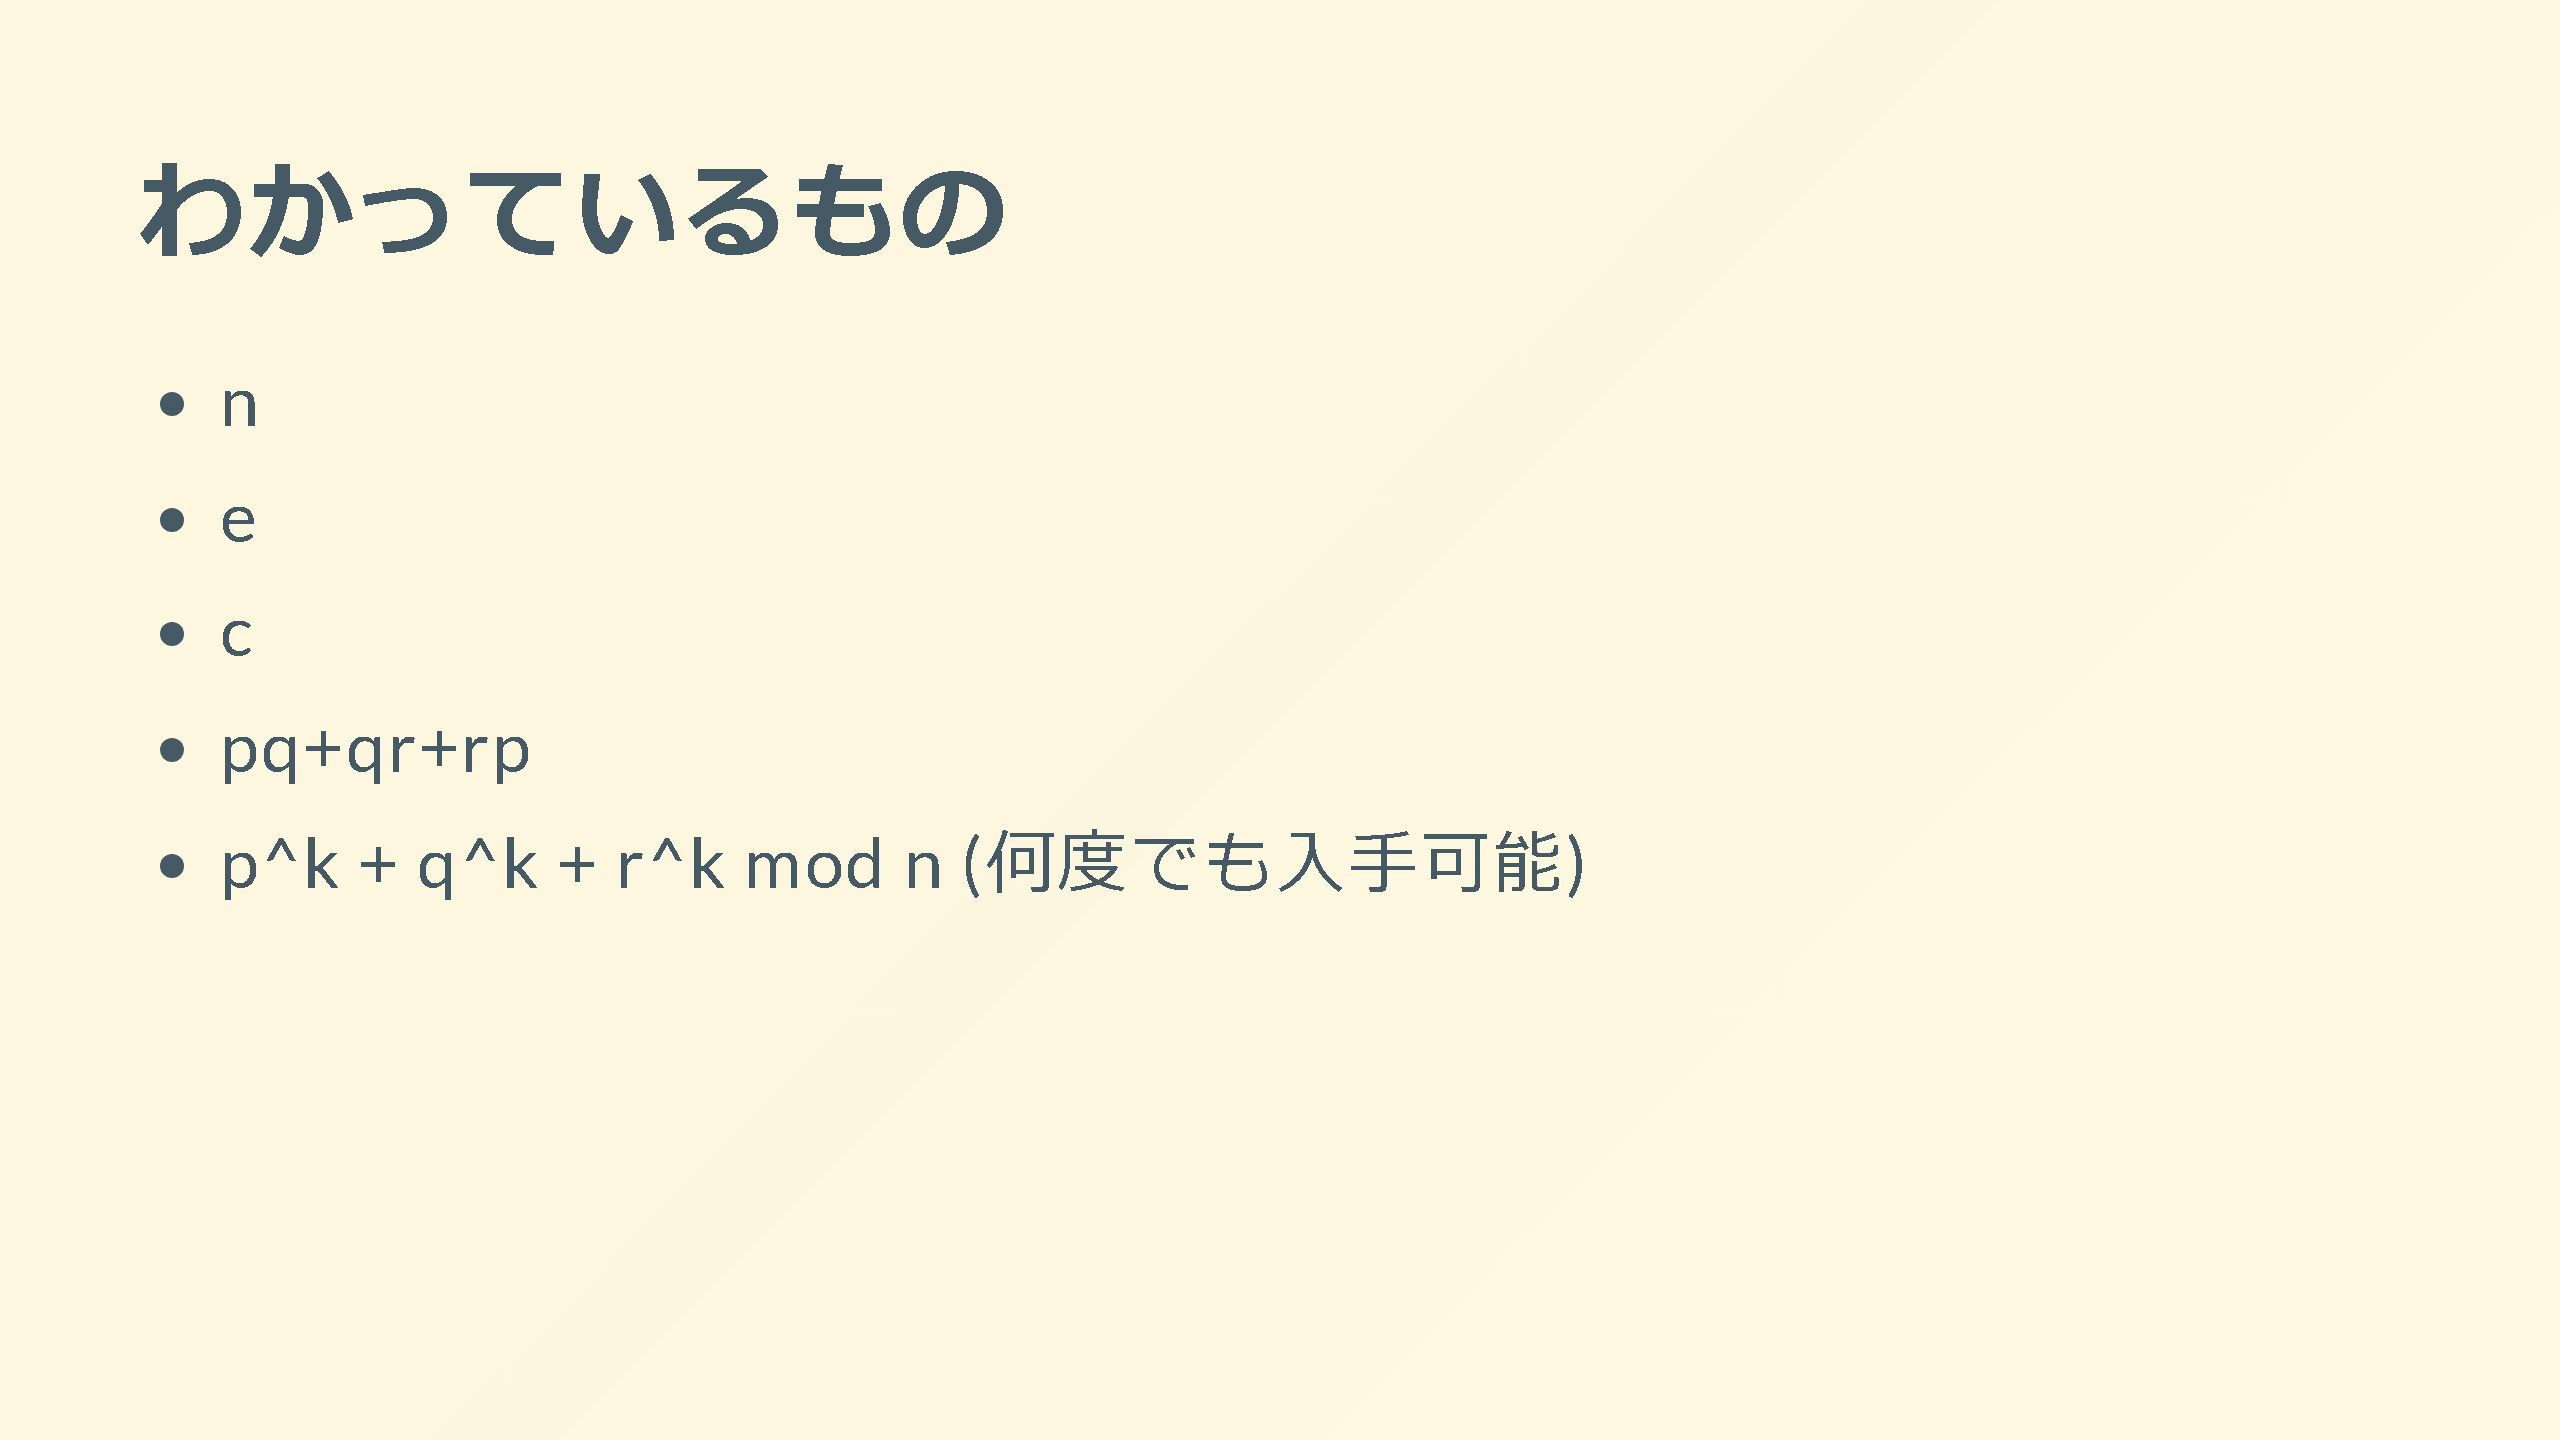 わかっているもの
• n
• e
• c
• pq+qr+rp
• p^k + q^k + r^k mod n (何度でも入手可能)